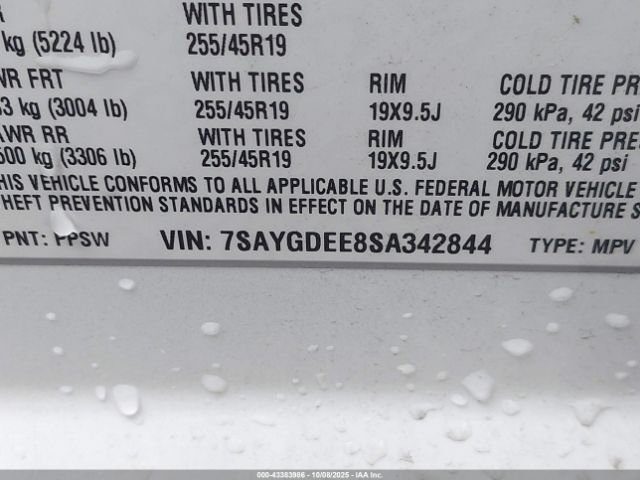 R WITH TIRES
kg (5224 lb) 255/45R19
WR FRT WITH TIRES RIM COLD TIRE PR
3 kg (3004 lb) 255/45R19 19X9.5J 290 kPa, 42 psi
AWR RR WITH TIRES RIM COLD TIRE PRE
500 kg (3306 lb) 255/45R19 19X9.5J 290 kPa, 42 psi
HIS VEHICLE CONFORMS TO ALL APPLICABLE U.S. FEDERAL MOTOR VEHICLE
HEFT PREVENTION STANDARDS IN EFFECT ON THE DATE OF MANUFACTURE S
PNT: PPSW VIN: 7SAYGDEE8SA342844 TYPE: MPV
000-43383986 - 10/08/2025 - IAA Inc.